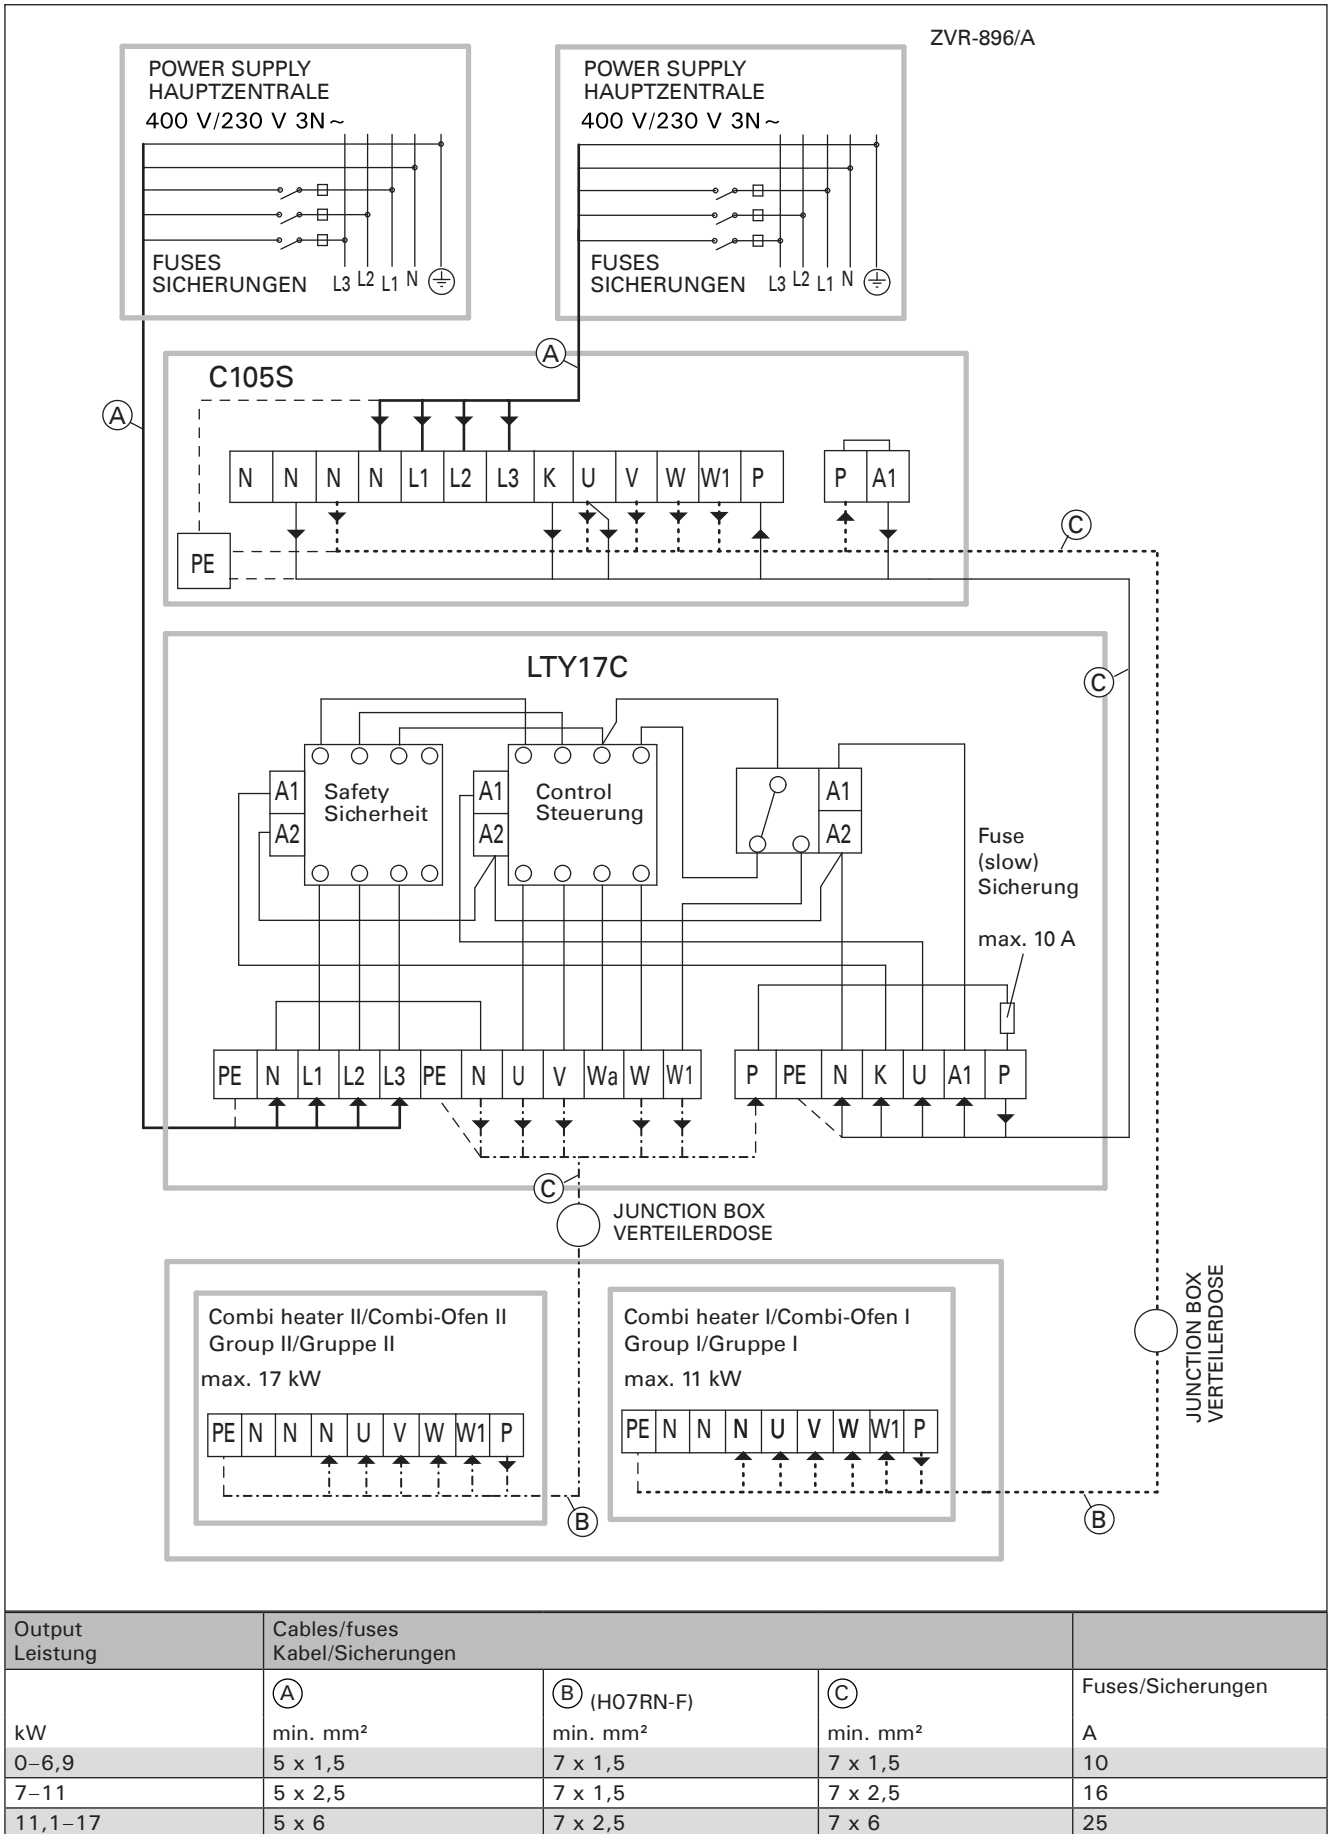 ZVR-896/A
POWER SUPPLY
HAUPTZENTRALE
400 V/230 V 3N~
FUSES
SICHERUNGEN
L3 L2 L1 N
POWER SUPPLY
HAUPTZENTRALE
400 V/230 V 3N~
FUSES
SICHERUNGEN
L3 L2 L1 N
A
A
C105S
N N N N L1 L2 L3 K U V W W1 P
P A1
PE
C
LTY17C
C
A1
A2
Safety
Sicherheit
A1
A2
Control
Steuerung
A1
A2
Fuse
(slow)
Sicherung
max. 10 A
PE N L1 L2 L3 PE N U V Wa W W1
P PE N K U A1 P
C
JUNCTION BOX
VERTEILERDOSE
JUNCTION BOX
VERTEILERDOSE
Combi heater II/Combi-Ofen II
Group II/Gruppe II
max. 17 kW
PE N N N U V W W1 P
B
Combi heater I/Combi-Ofen I
Group I/Gruppe I
max. 11 kW
PE N N N U V W W1 P
B
Output
Leistung
Cables/fuses
Kabel/Sicherungen
A B (H07RN-F) C Fuses/Sicherungen
kW min. mm² min. mm² min. mm² A
0–6,9 5 x 1,5 7 x 1,5 7 x 1,5 10
7–11 5 x 2,5 7 x 1,5 7 x 2,5 16
11,1–17 5 x 6 7 x 2,5 7 x 6 25